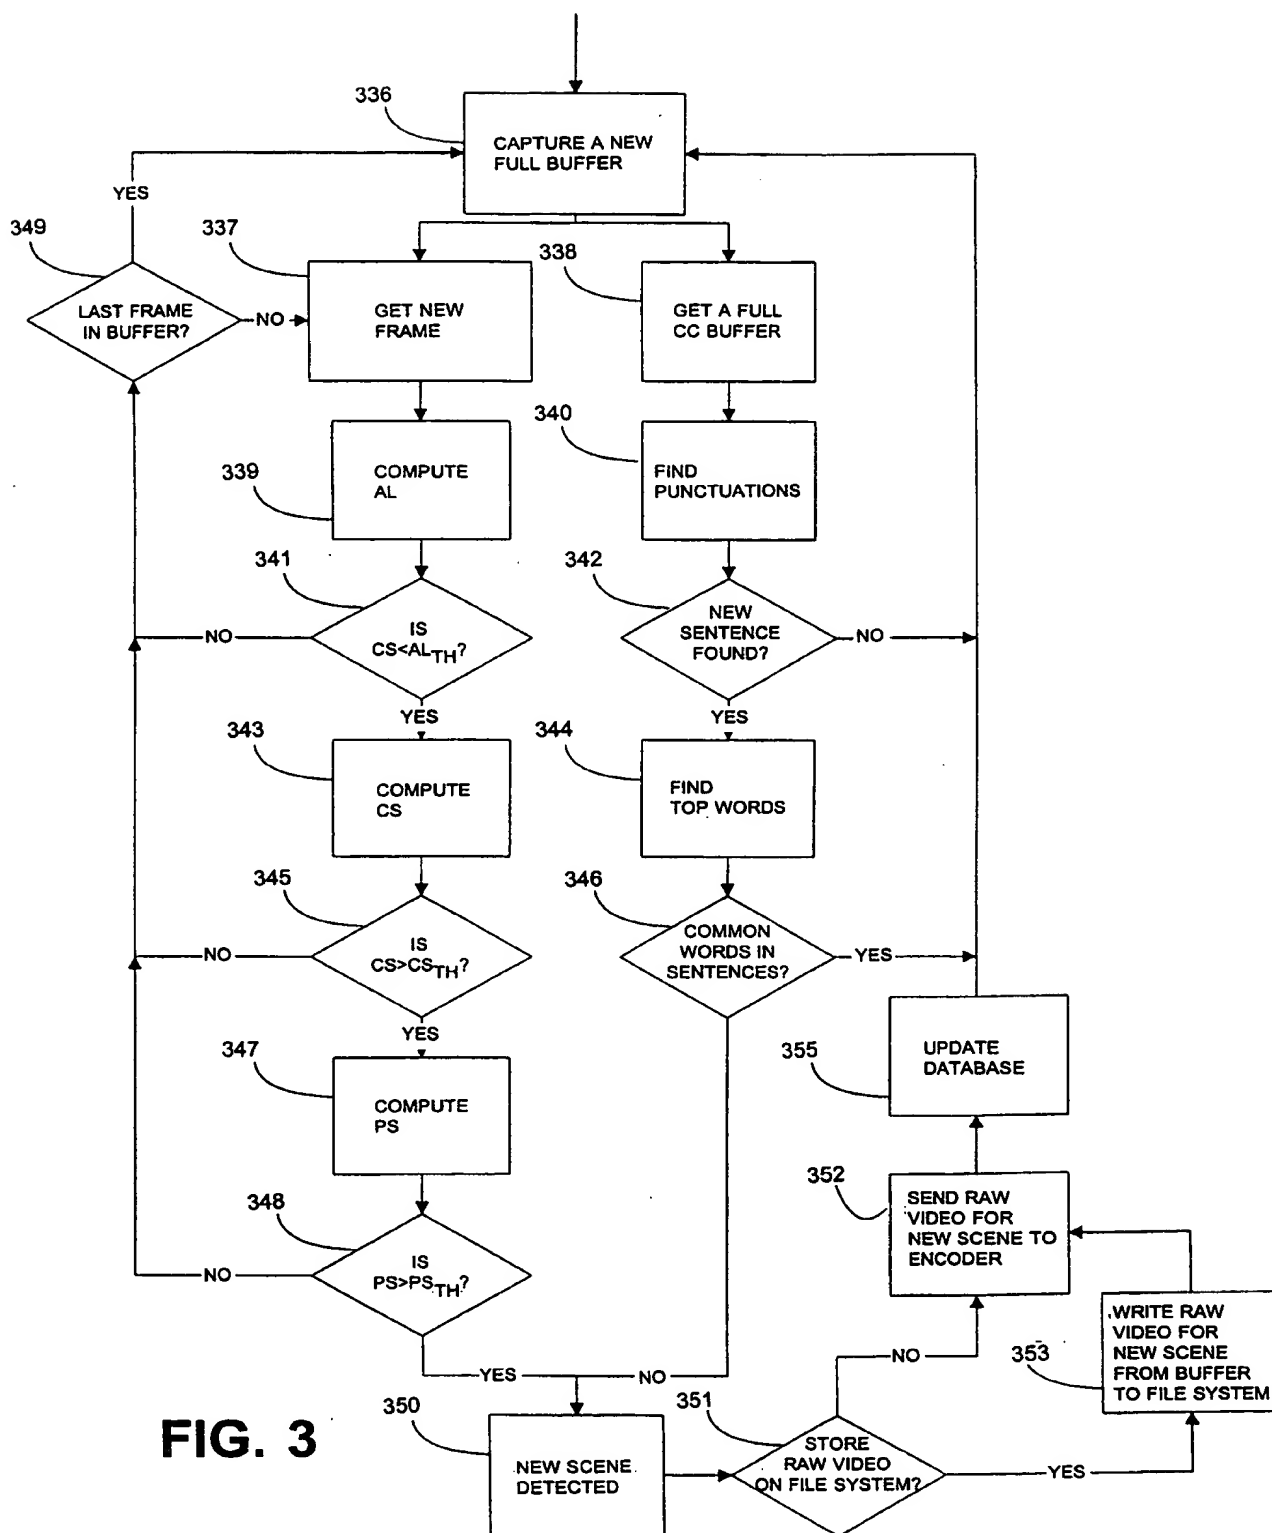 336
CAPTURE A NEW
FULL BUFFER
YES
349
LAST FRAME
IN BUFFER?
NO
337
GET NEW
FRAME
338
GET A FULL
CC BUFFER
339
COMPUTE
AL
340
FIND
PUNCTUATIONS
341
IS
CS<ALTH?
NO
YES
342
NEW
SENTENCE
FOUND?
NO
YES
343
COMPUTE
CS
344
FIND
TOP WORDS
345
IS
CS>CSTH?
NO
YES
346
COMMON
WORDS IN
SENTENCES?
YES
347
COMPUTE
PS
355
UPDATE
DATABASE
348
IS
PS>PSTH?
NO
YES
NO
352
SEND RAW
VIDEO FOR
NEW SCENE TO
ENCODER
353
WRITE RAW
VIDEO FOR
NEW SCENE
FROM BUFFER
TO FILE SYSTEM
350
NEW SCENE
DETECTED
351
STORE
RAW VIDEO
ON FILE SYSTEM?
NO
YES
FIG. 3